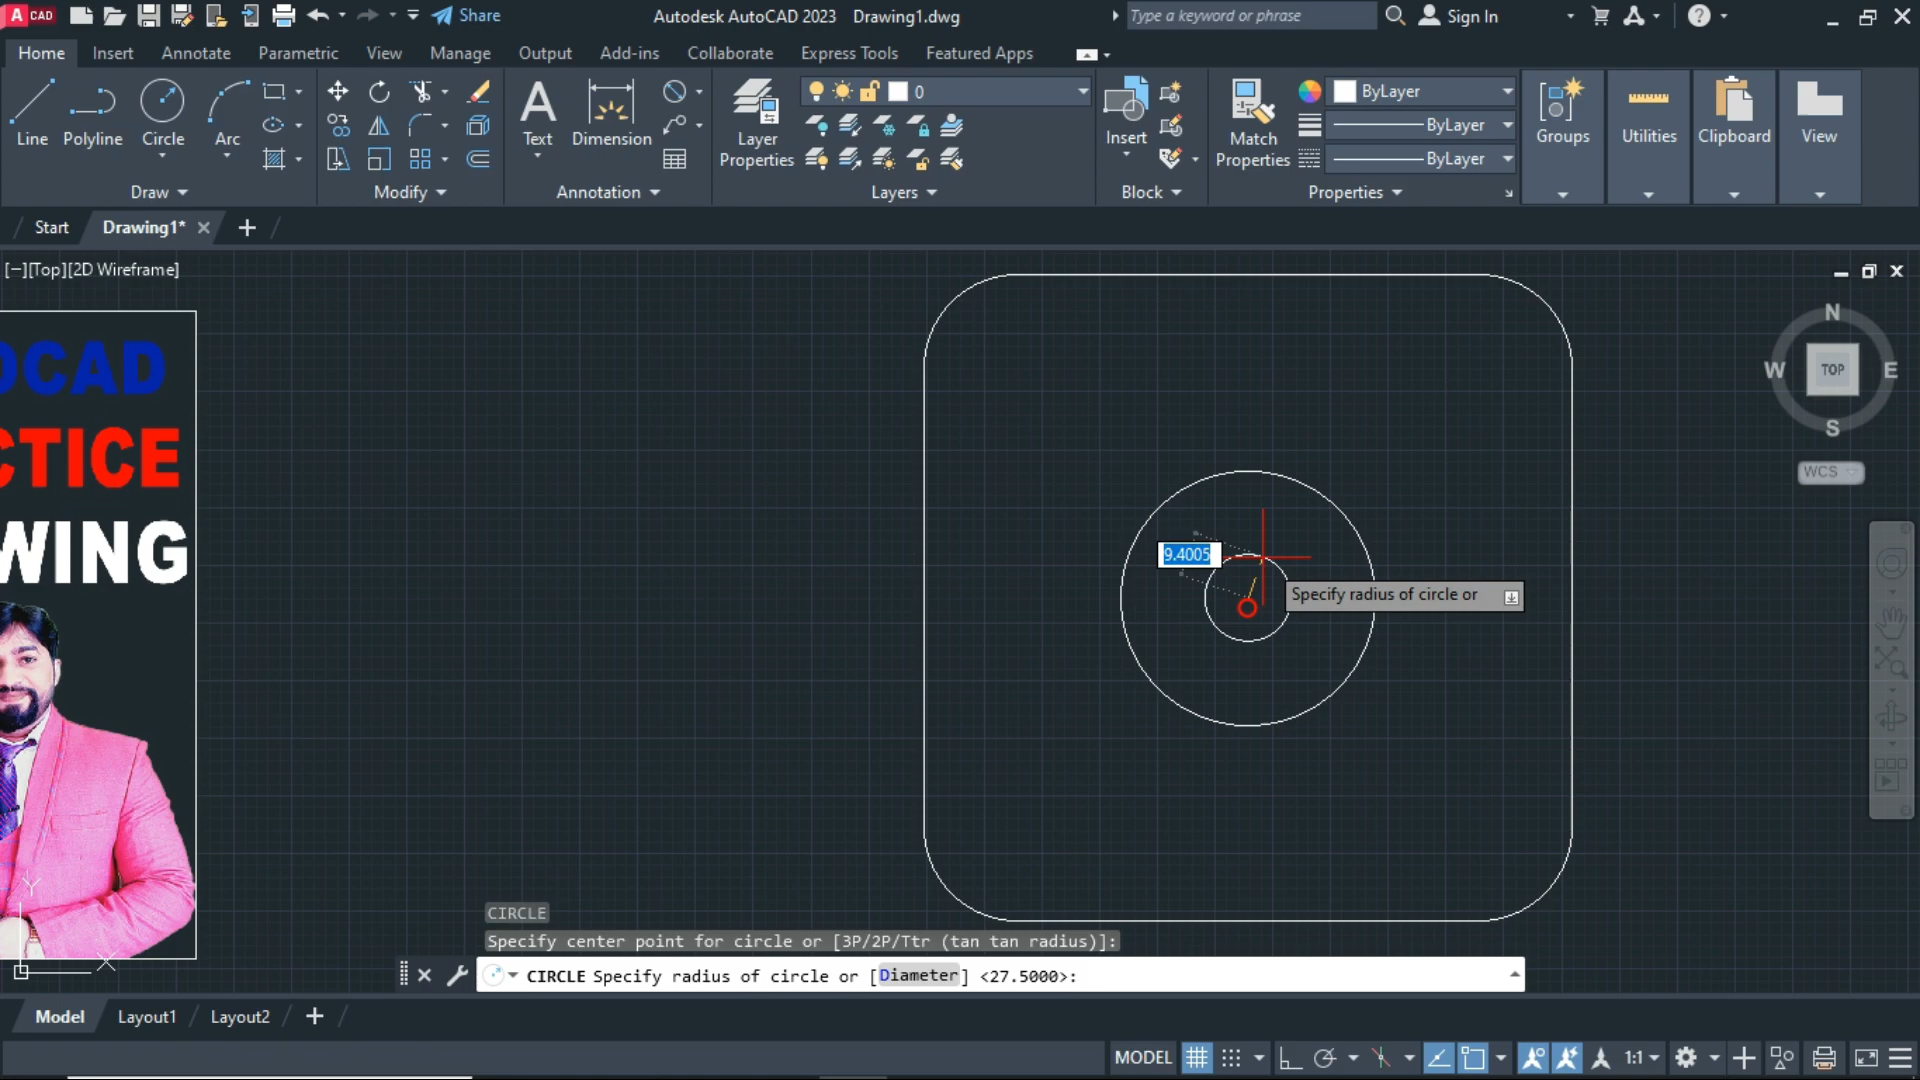 CAD
Share
Autodesk AutoCAD 2023 Drawing1.dwg
Type a keyword or phrase
Sign In
Home Insert Annotate Parametric View Manage Output Add-ins Collaborate Express Tools Featured Apps
Line Polyline Circle Arc
Draw
Modify
Text Dimension
Annotation
Layer Properties
0
Layers
Insert
Block
Match Properties
ByLayer
ByLayer
ByLayer
Properties
Groups
Utilities
Clipboard
View
Start Drawing1*
[−][Top][2D Wireframe]
OCAD
CTICE
WING
Y
X
9.4005
Specify radius of circle or
N
W TOP E
S
WCS
CIRCLE
Specify center point for circle or [3P/2P/Ttr (tan tan radius)]:
CIRCLE Specify radius of circle or [Diameter] <27.5000>:
Model Layout1 Layout2
MODEL 1:1